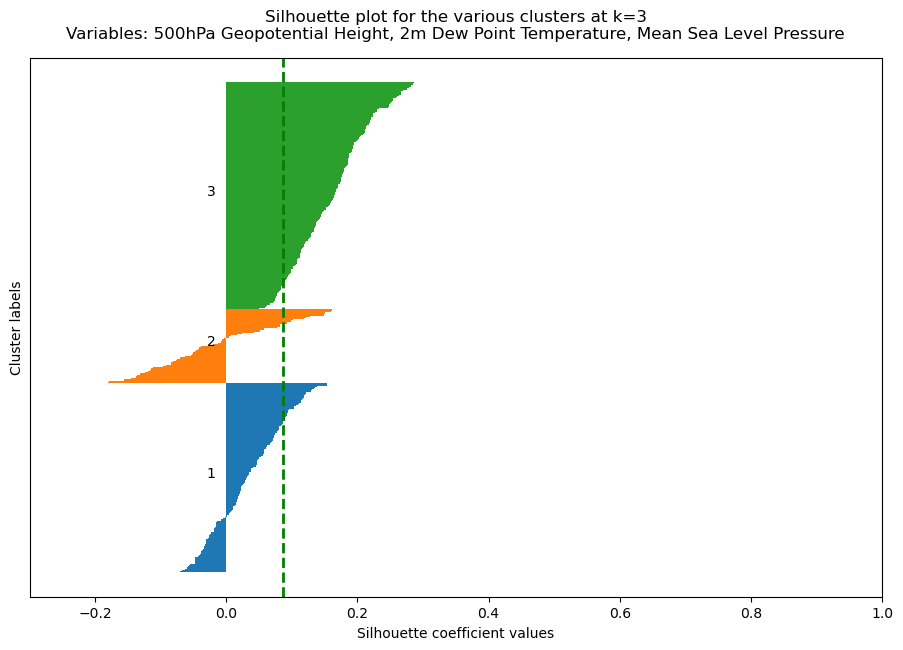 Silhouette plot for the various clusters at k=3
Variables: 500hPa Geopotential Height, 2m Dew Point Temperature, Mean Sea Level Pressure
3
2
1
Cluster labels
−0.2 0.0 0.2 0.4 0.6 0.8 1.0
Silhouette coefficient values